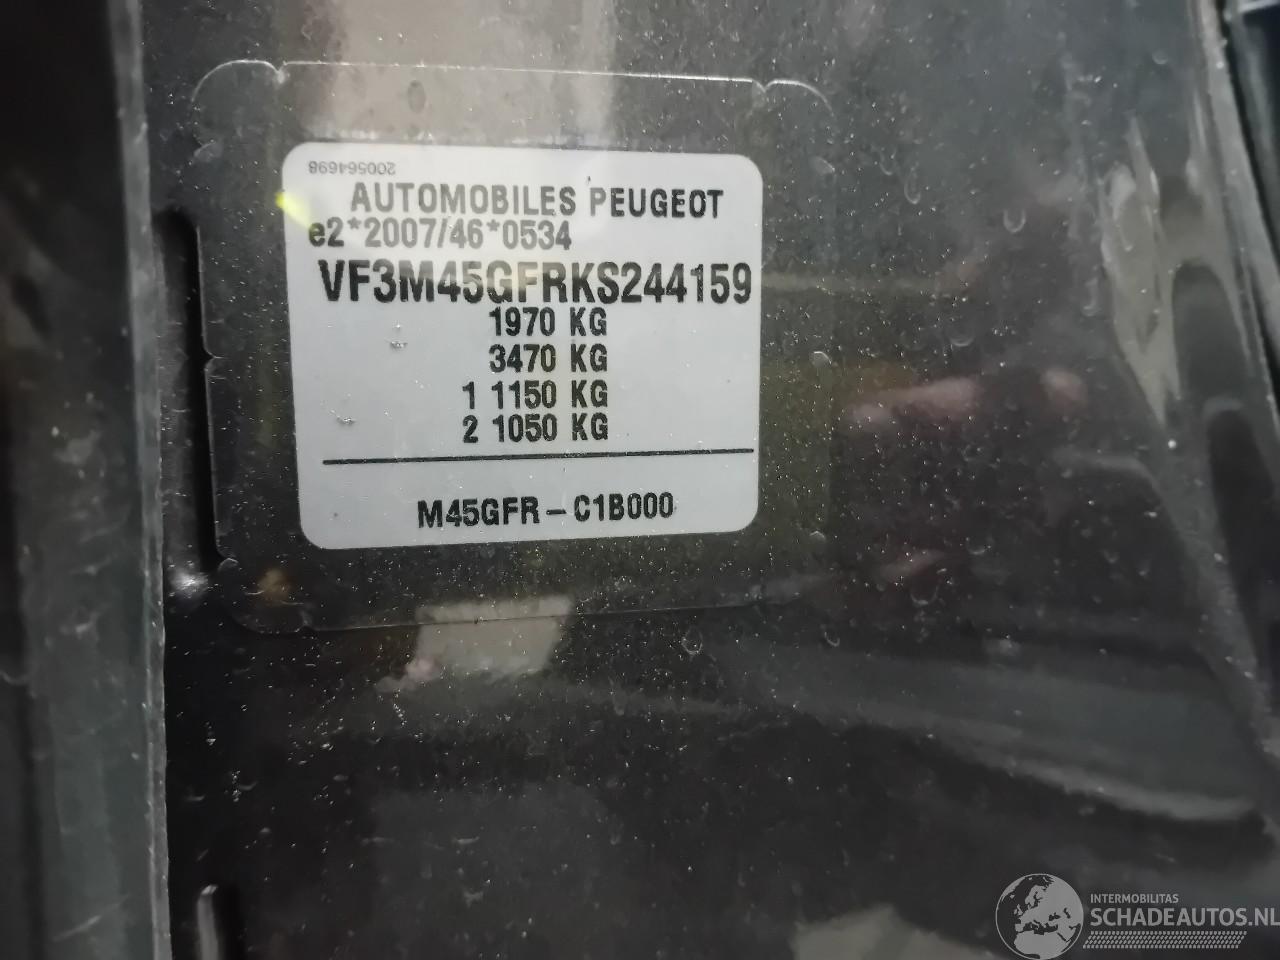 200564698
AUTOMOBILES PEUGEOT
e2*2007/46*0534
VF3M45GFRKS244159
1970 KG
3470 KG
1 1150 KG
2 1050 KG
M45GFR - C1B000
INTERMOBILITAS
SCHADEAUTOS.NL